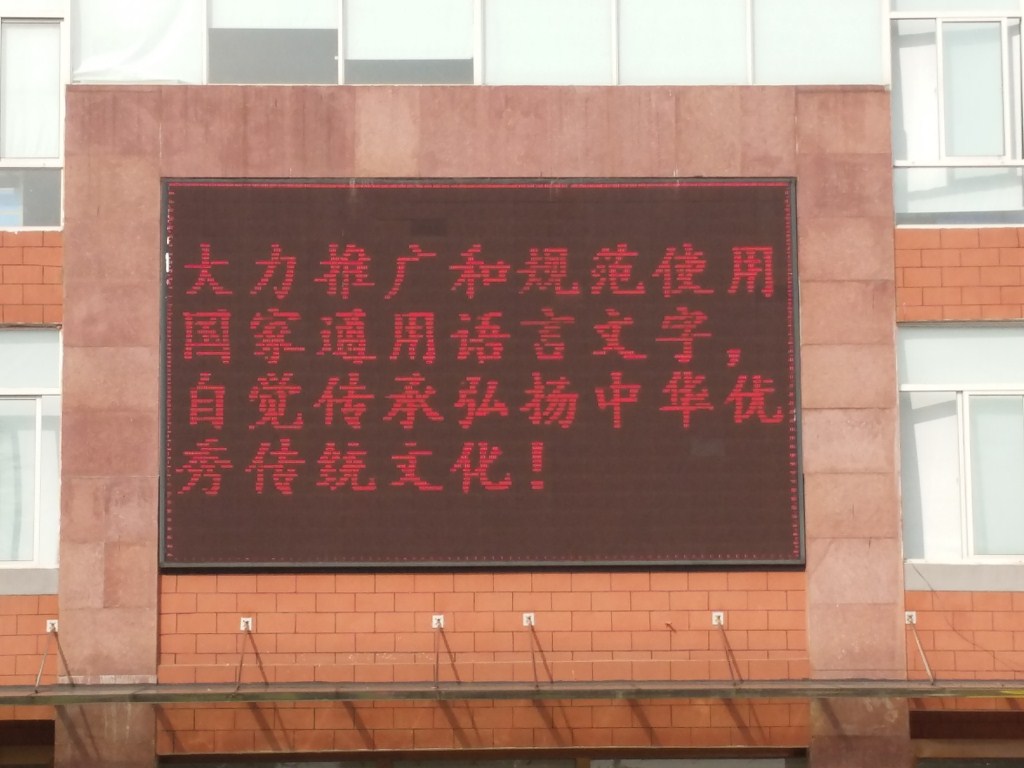 大力推广和规范使用
国家通用语言文字，
自觉传承弘扬中华优
秀传统文化！